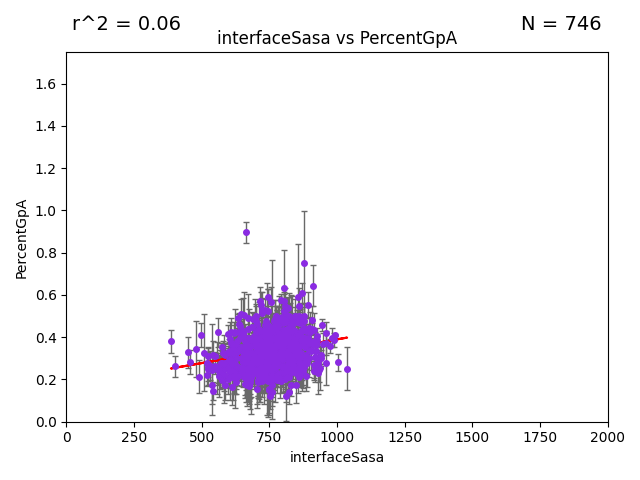 r^2 = 0.06
N = 746
interfaceSasa vs PercentGpA
1.6
1.4
1.2
1.0
0.8
0.6
0.4
0.2
0.0
PercentGpA
0 250 500 750 1000 1250 1500 1750 2000
interfaceSasa